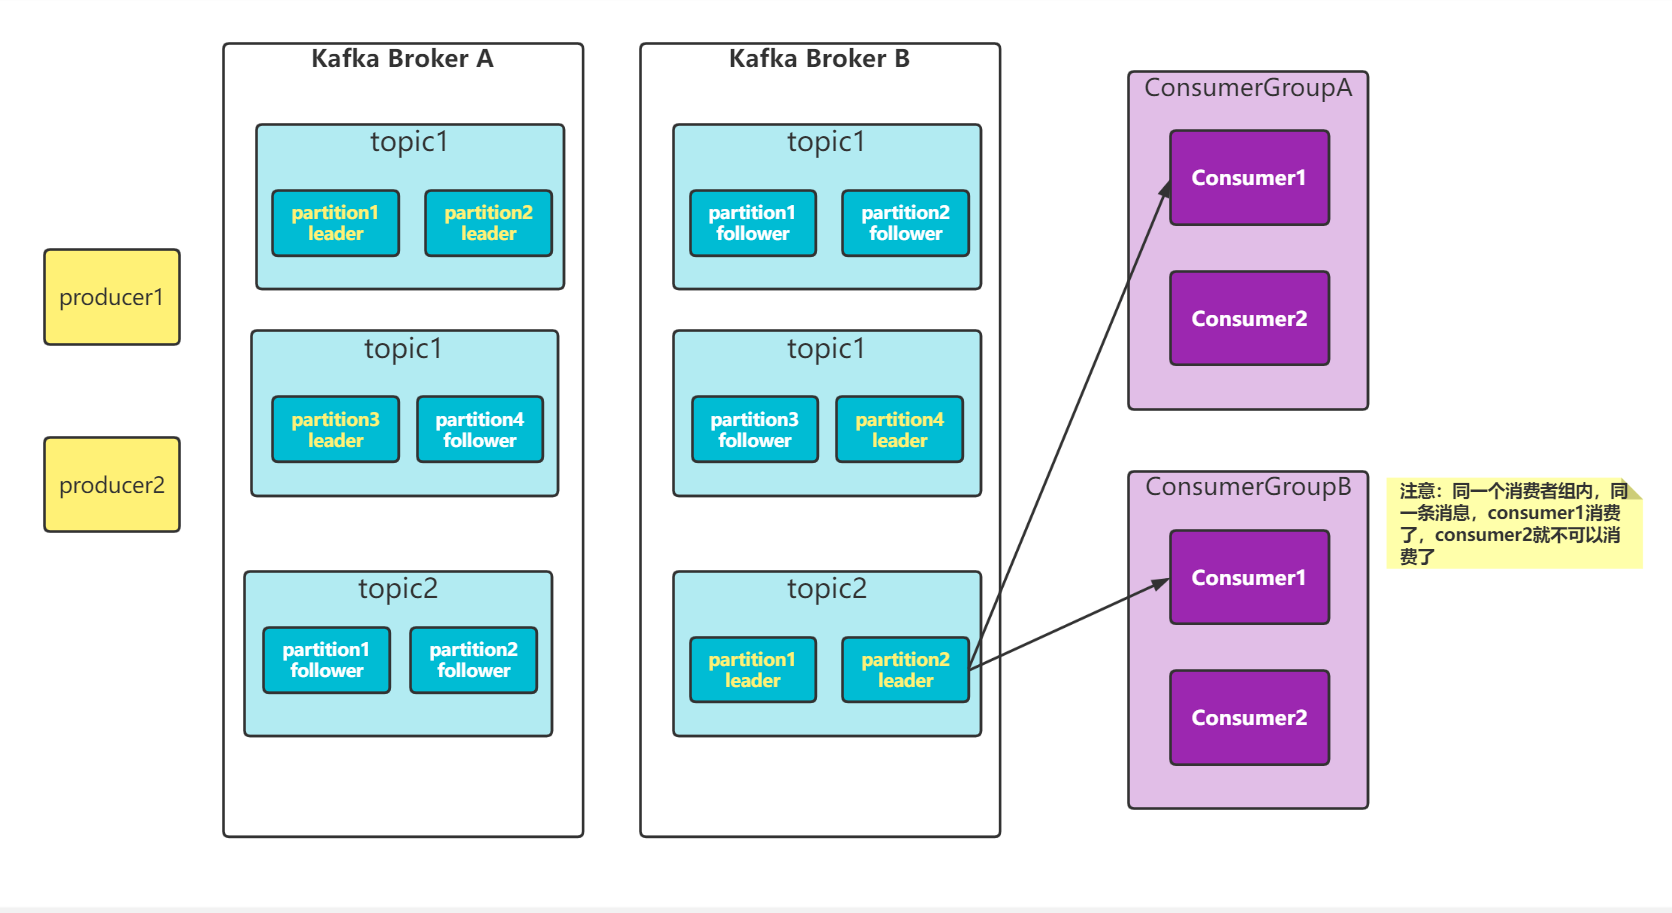 Kafka Broker A
topic1
partition1
leader
partition2
leader
topic1
partition3
leader
partition4
follower
topic2
partition1
follower
partition2
follower
producer1
producer2
Kafka Broker B
topic1
partition1
follower
partition2
follower
topic1
partition3
follower
partition4
leader
topic2
partition1
leader
partition2
leader
ConsumerGroupA
Consumer1
Consumer2
ConsumerGroupB
Consumer1
Consumer2
注意：同一个消费者组内，同
一条消息，consumer1消费
了，consumer2就不可以消
费了